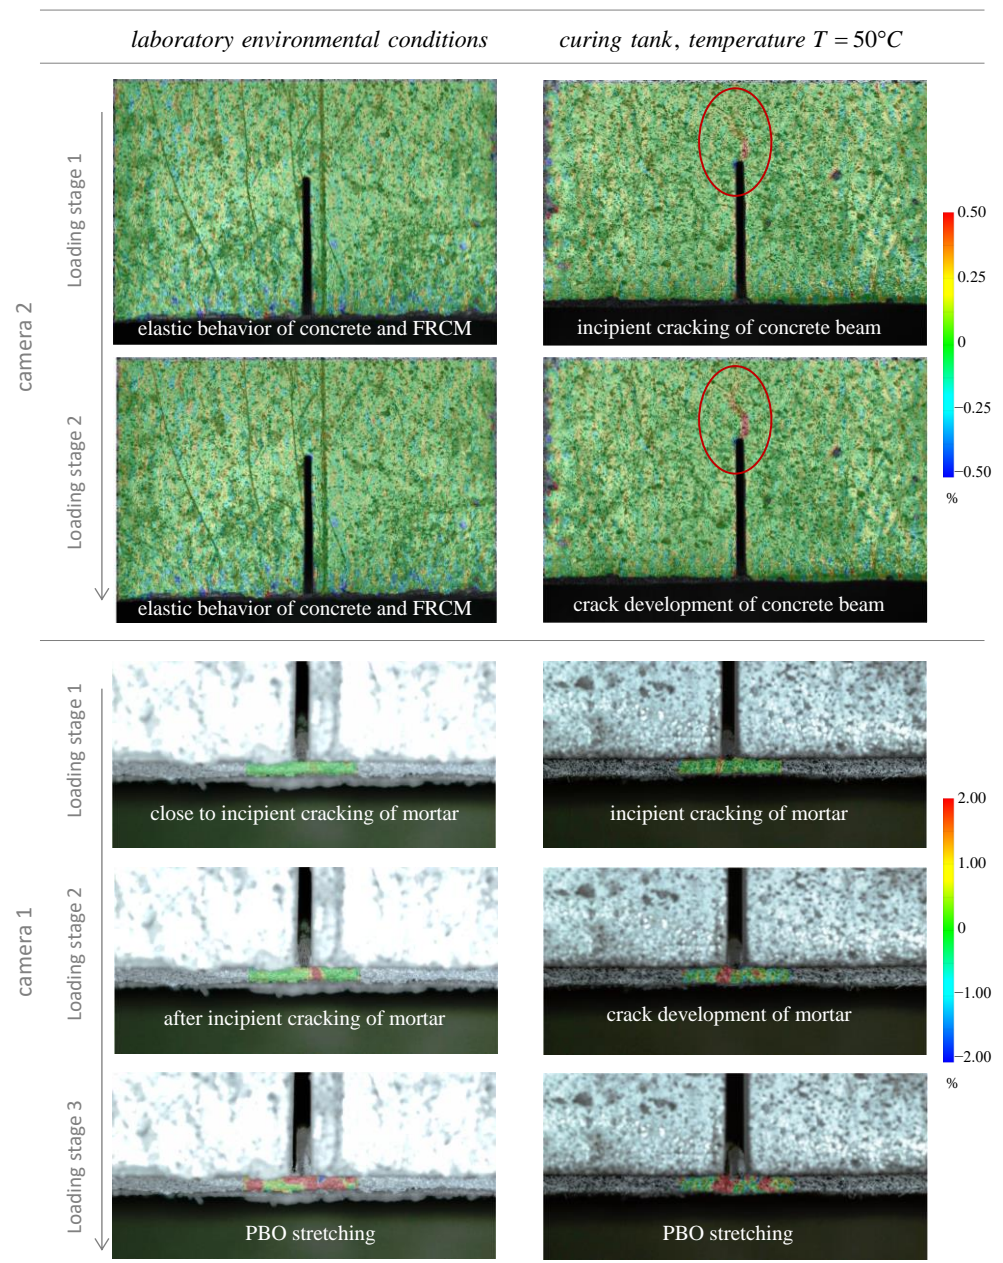 laboratory environmental conditions
curing tank, temperature T = 50°C
camera 2
Loading stage 1
elastic behavior of concrete and FRCM
incipient cracking of concrete beam
Loading stage 2
elastic behavior of concrete and FRCM
crack development of concrete beam
0.50
0.25
0
−0.25
−0.50
%
camera 1
Loading stage 1
close to incipient cracking of mortar
incipient cracking of mortar
Loading stage 2
after incipient cracking of mortar
crack development of mortar
Loading stage 3
PBO stretching
PBO stretching
2.00
1.00
0
−1.00
−2.00
%